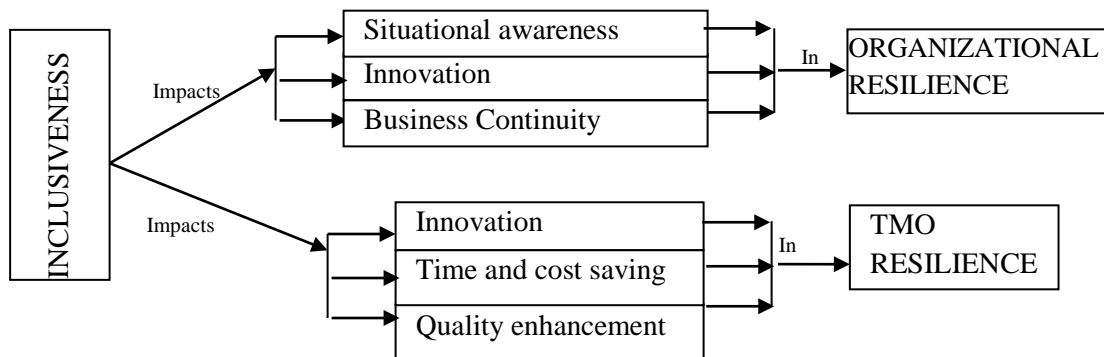 INCLUSIVENESS
Impacts
Situational awareness
Innovation
Business Continuity
In
ORGANIZATIONAL
RESILIENCE
Impacts
Innovation
Time and cost saving
Quality enhancement
In
TMO
RESILIENCE